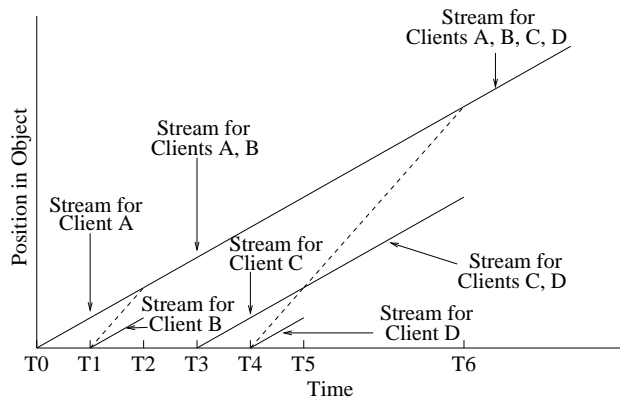 Stream for
Clients A, B, C, D
Stream for
Clients A, B
Stream for
Client A
Stream for
Client C
Stream for
Clients C, D
Stream for
Client B
Stream for
Client D
Position in Object
T0
T1
T2
T3
T4
T5
T6
Time